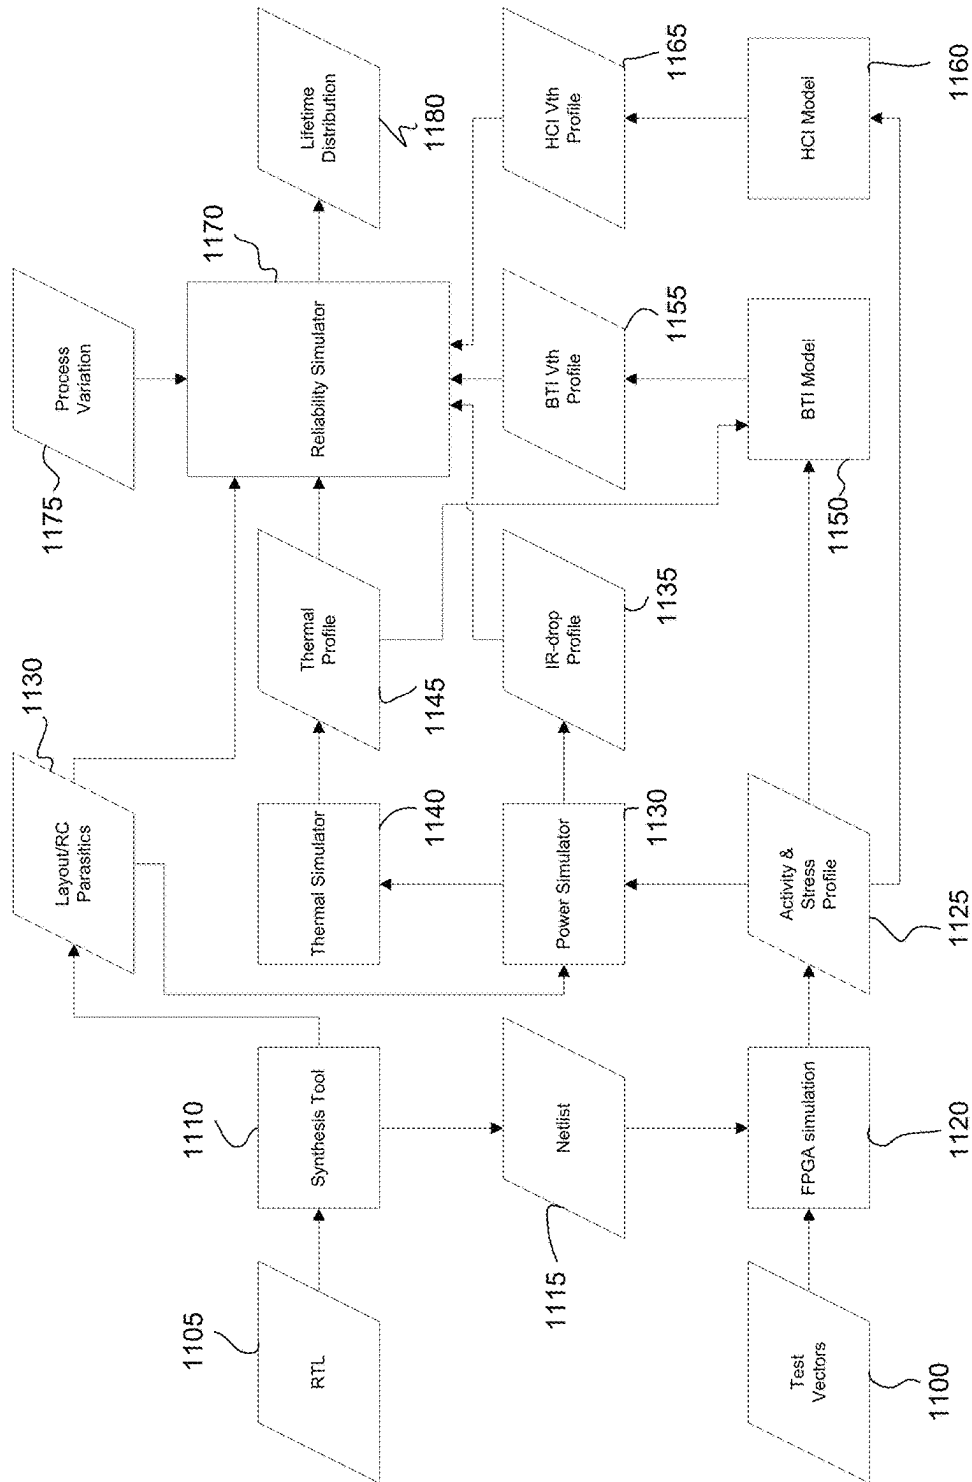 Layout/RC
Parasitics
1130
Process
Variation
1175
RTL
1105
Synthesis Tool
1110
Thermal Simulator
1140
Thermal
Profile
1145
Reliability Simulator
1170
Lifetime
Distribution
1180
Netlist
1115
Power Simulator
1130
IR-drop
Profile
1135
BTI Vth
Profile
1155
HCI Vth
Profile
1165
Test
Vectors
1100
FPGA simulation
1120
Activity &
Stress
Profile
1125
BTI Model
1150
HCI Model
1160